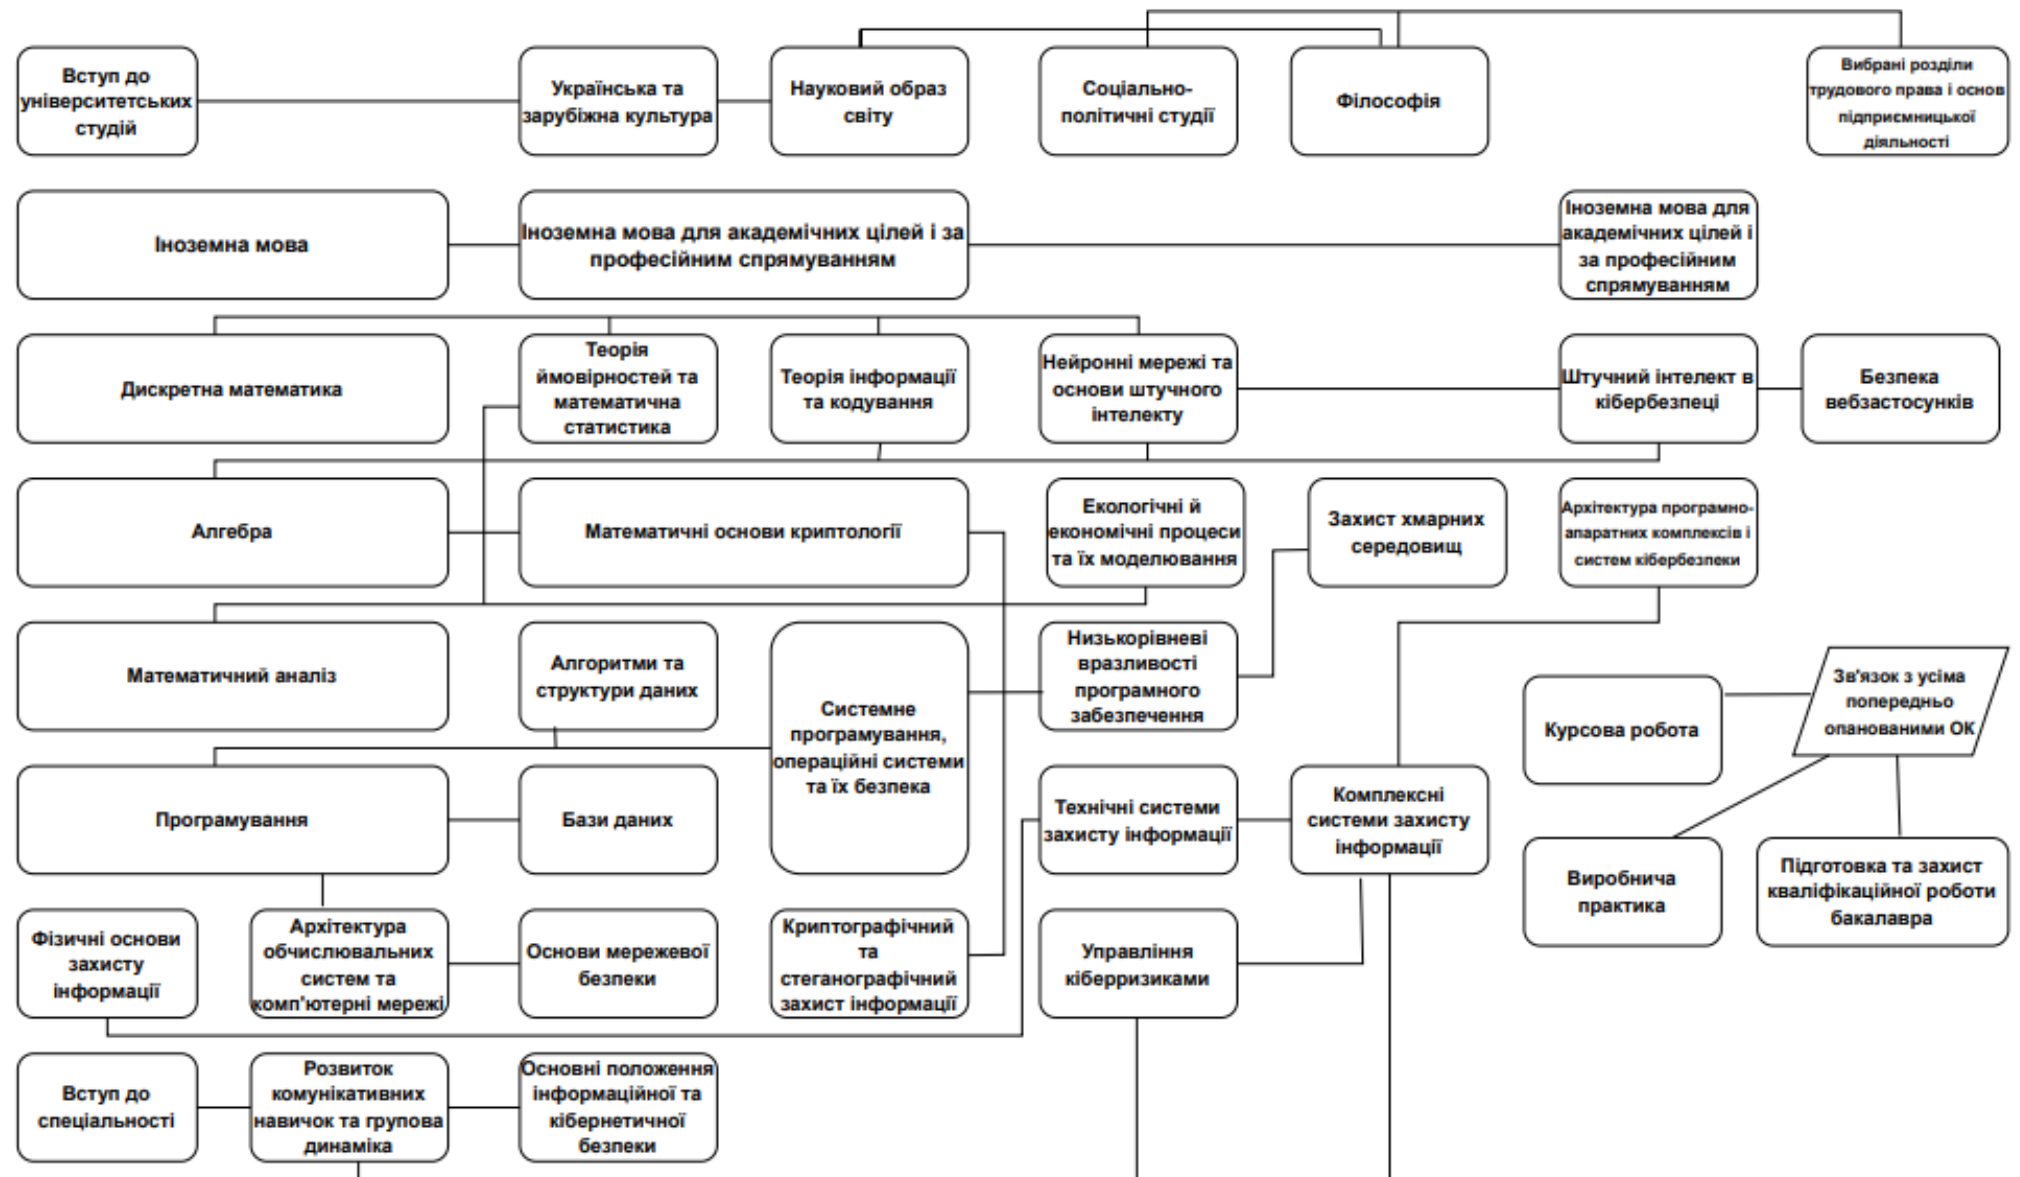 Вступ до
університетських
студій
Українська та
зарубіжна культура
Науковий образ
світу
Соціально-
політичні студії
Філософія
Вибрані розділи
трудового права і основ
підприємницької
діяльності
Іноземна мова
Іноземна мова для академічних цілей і за
професійним спрямуванням
Іноземна мова для
академічних цілей і
за професійним
спрямуванням
Дискретна математика
Теорія
ймовірностей та
математична
статистика
Теорія інформації
та кодування
Нейронні мережі та
основи штучного
інтелекту
Штучний інтелект в
кібербезпеці
Безпека
вебзастосунків
Алгебра
Математичні основи криптології
Екологічні й
економічні процеси
та їх моделювання
Захист хмарних
середовищ
Архітектура програмно-
апаратних комплексів і
систем кібербезпеки
Математичний аналіз
Алгоритми та
структури даних
Системне
програмування,
операційні системи
та їх безпека
Низькорівневі
вразливості
програмного
забезпечення
Курсова робота
Зв'язок з усіма
попередньо
опанованими ОК
Програмування
Бази даних
Технічні системи
захисту інформації
Комплексні
системи захисту
інформації
Виробнича
практика
Підготовка та захист
кваліфікаційної роботи
бакалавра
Фізичні основи
захисту
інформації
Архітектура
обчислювальних
систем та
комп'ютерні мережі
Основи мережевої
безпеки
Криптографічний
та
стеганографічний
захист інформації
Управління
кіберризиками
Вступ до
спеціальності
Розвиток
комунікативних
навичок та групова
динаміка
Основні положення
інформаційної та
кібернетичної
безпеки